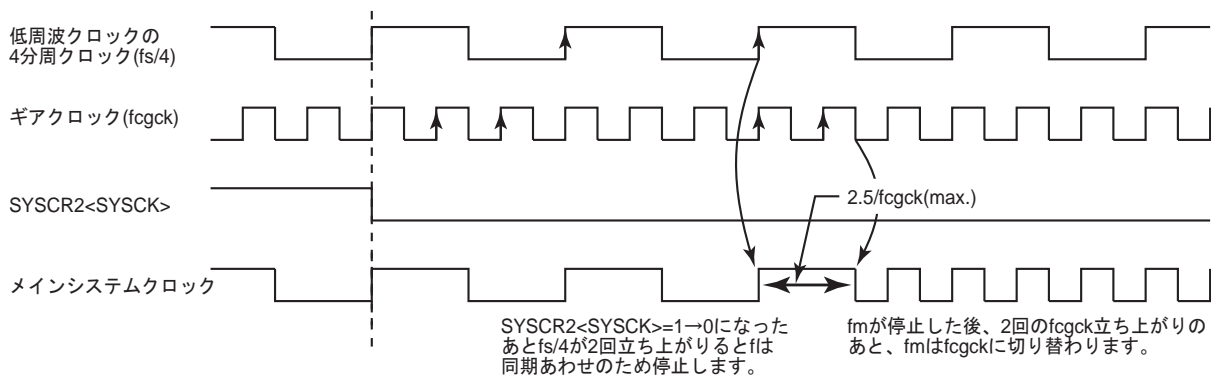 低周波クロックの
4分周クロック(fs/4)
ギアクロック(fcgck)
SYSCR2<SYSCK>
2.5/fcgck(max.)
メインシステムクロック
SYSCR2<SYSCK>=1→0になった
あとfs/4が2回立ち上がりるとfは
同期あわせのため停止します。
fmが停止した後、2回のfcgck立ち上がりの
あと、fmはfcgckに切り替わります。